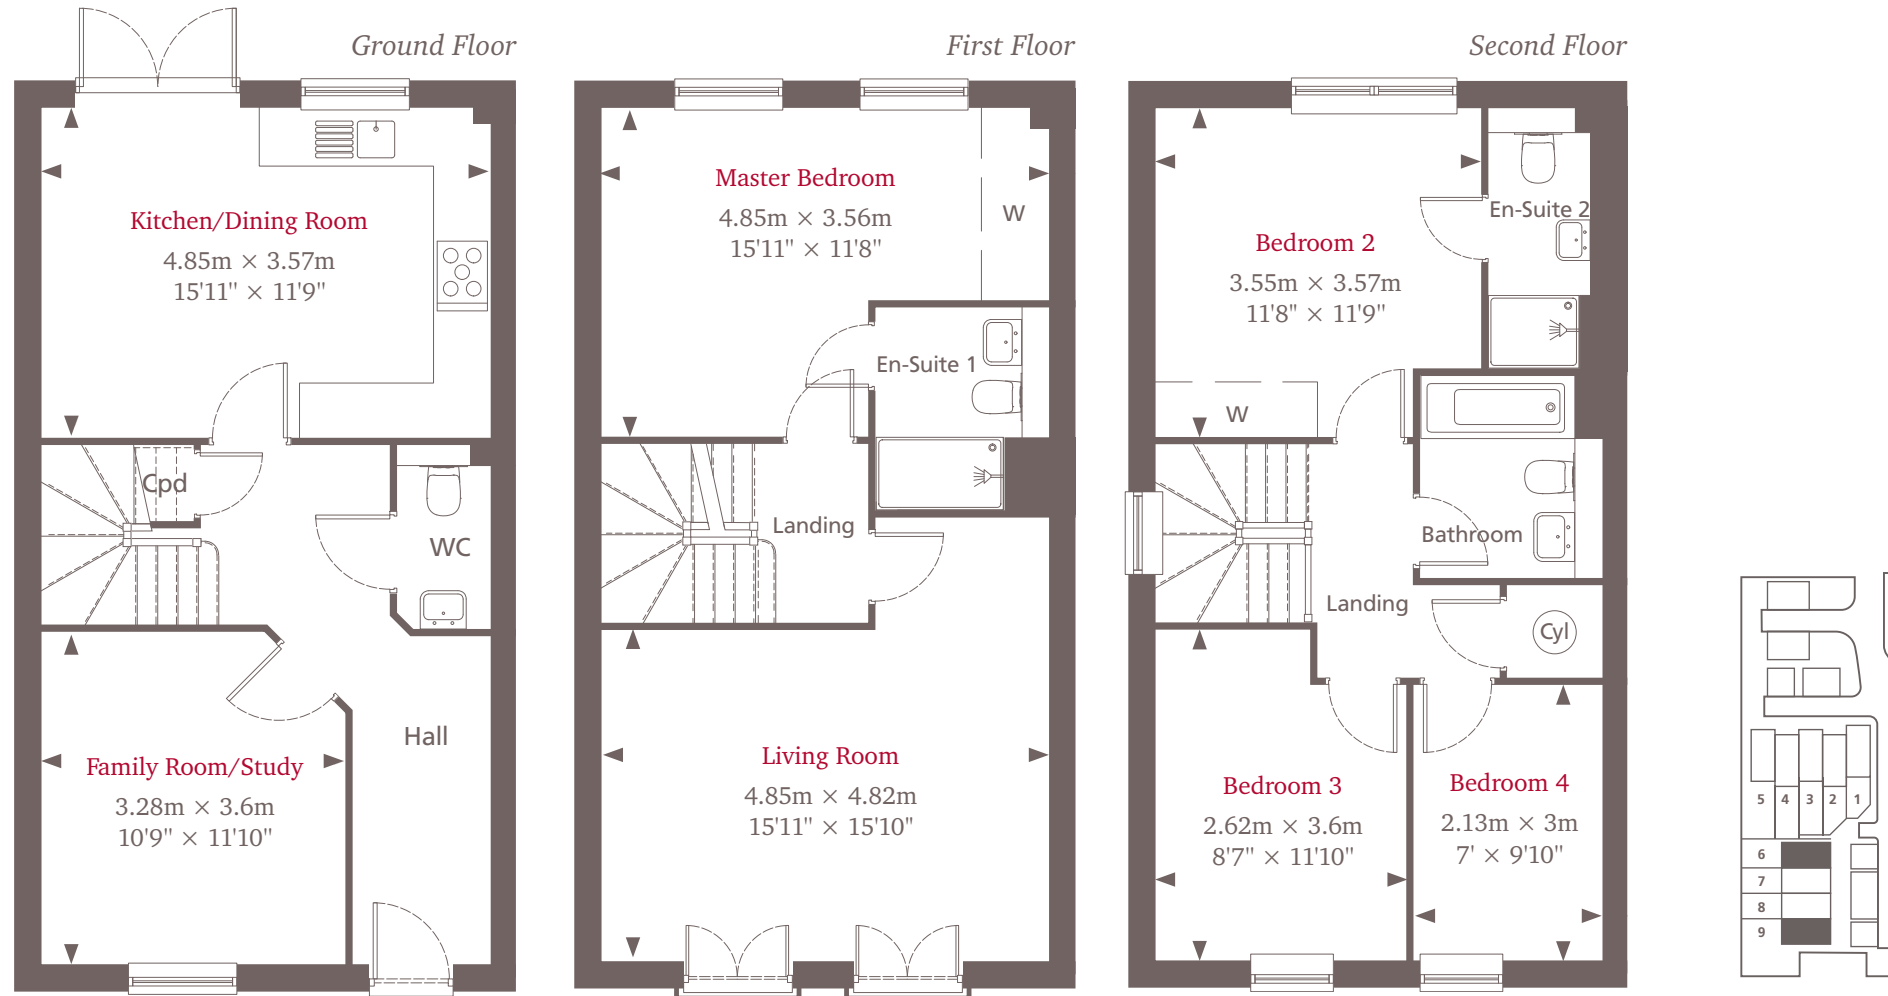 Ground Floor
Kitchen/Dining Room
4.85m × 3.57m
15'11" × 11'9"
Cpd
WC
Hall
Family Room/Study
3.28m × 3.6m
10'9" × 11'10"
First Floor
Master Bedroom
4.85m × 3.56m
15'11" × 11'8"
W
En-Suite 1
Landing
Living Room
4.85m × 4.82m
15'11" × 15'10"
Second Floor
En-Suite 2
Bedroom 2
3.55m × 3.57m
11'8" × 11'9"
W
Bathroom
Landing
Cyl
Bedroom 3
2.62m × 3.6m
8'7" × 11'10"
Bedroom 4
2.13m × 3m
7' × 9'10"
5 4 3 2 1
6
7
8
9